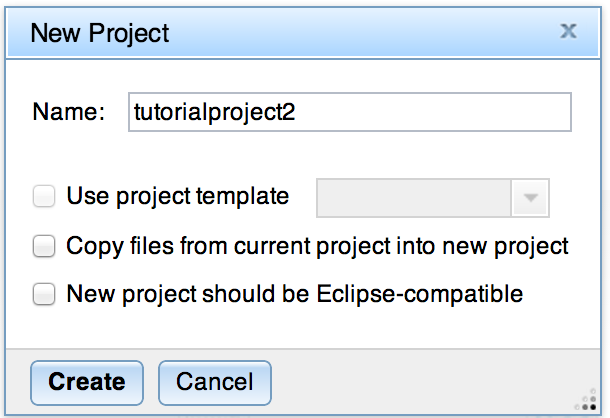 New Project
Name: tutorialproject2
Use project template
Copy files from current project into new project
New project should be Eclipse-compatible
Create Cancel